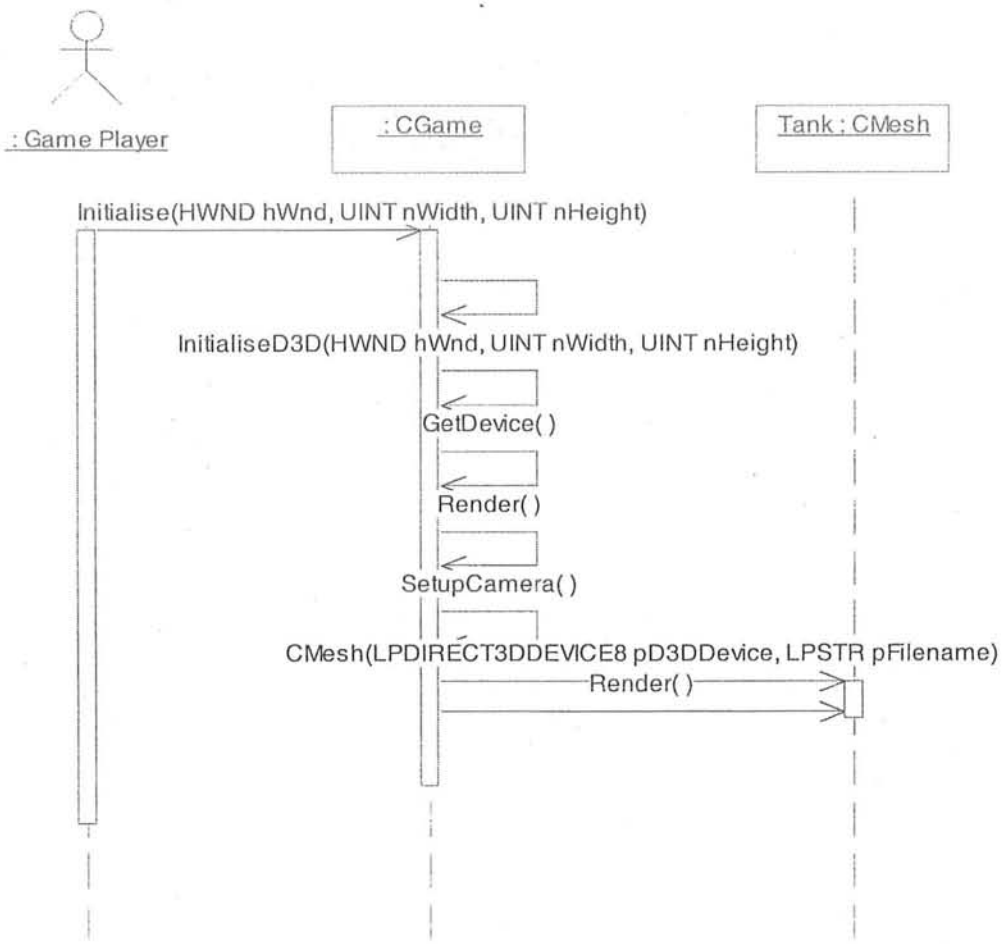 : Game Player
: CGame
Tank : CMesh
Initialise(HWND hWnd, UINT nWidth, UINT nHeight)
InitialiseD3D(HWND hWnd, UINT nWidth, UINT nHeight)
GetDevice( )
Render( )
SetupCamera( )
CMesh(LPDIRECT3DDEVICE8 pD3DDevice, LPSTR pFilename)
Render( )